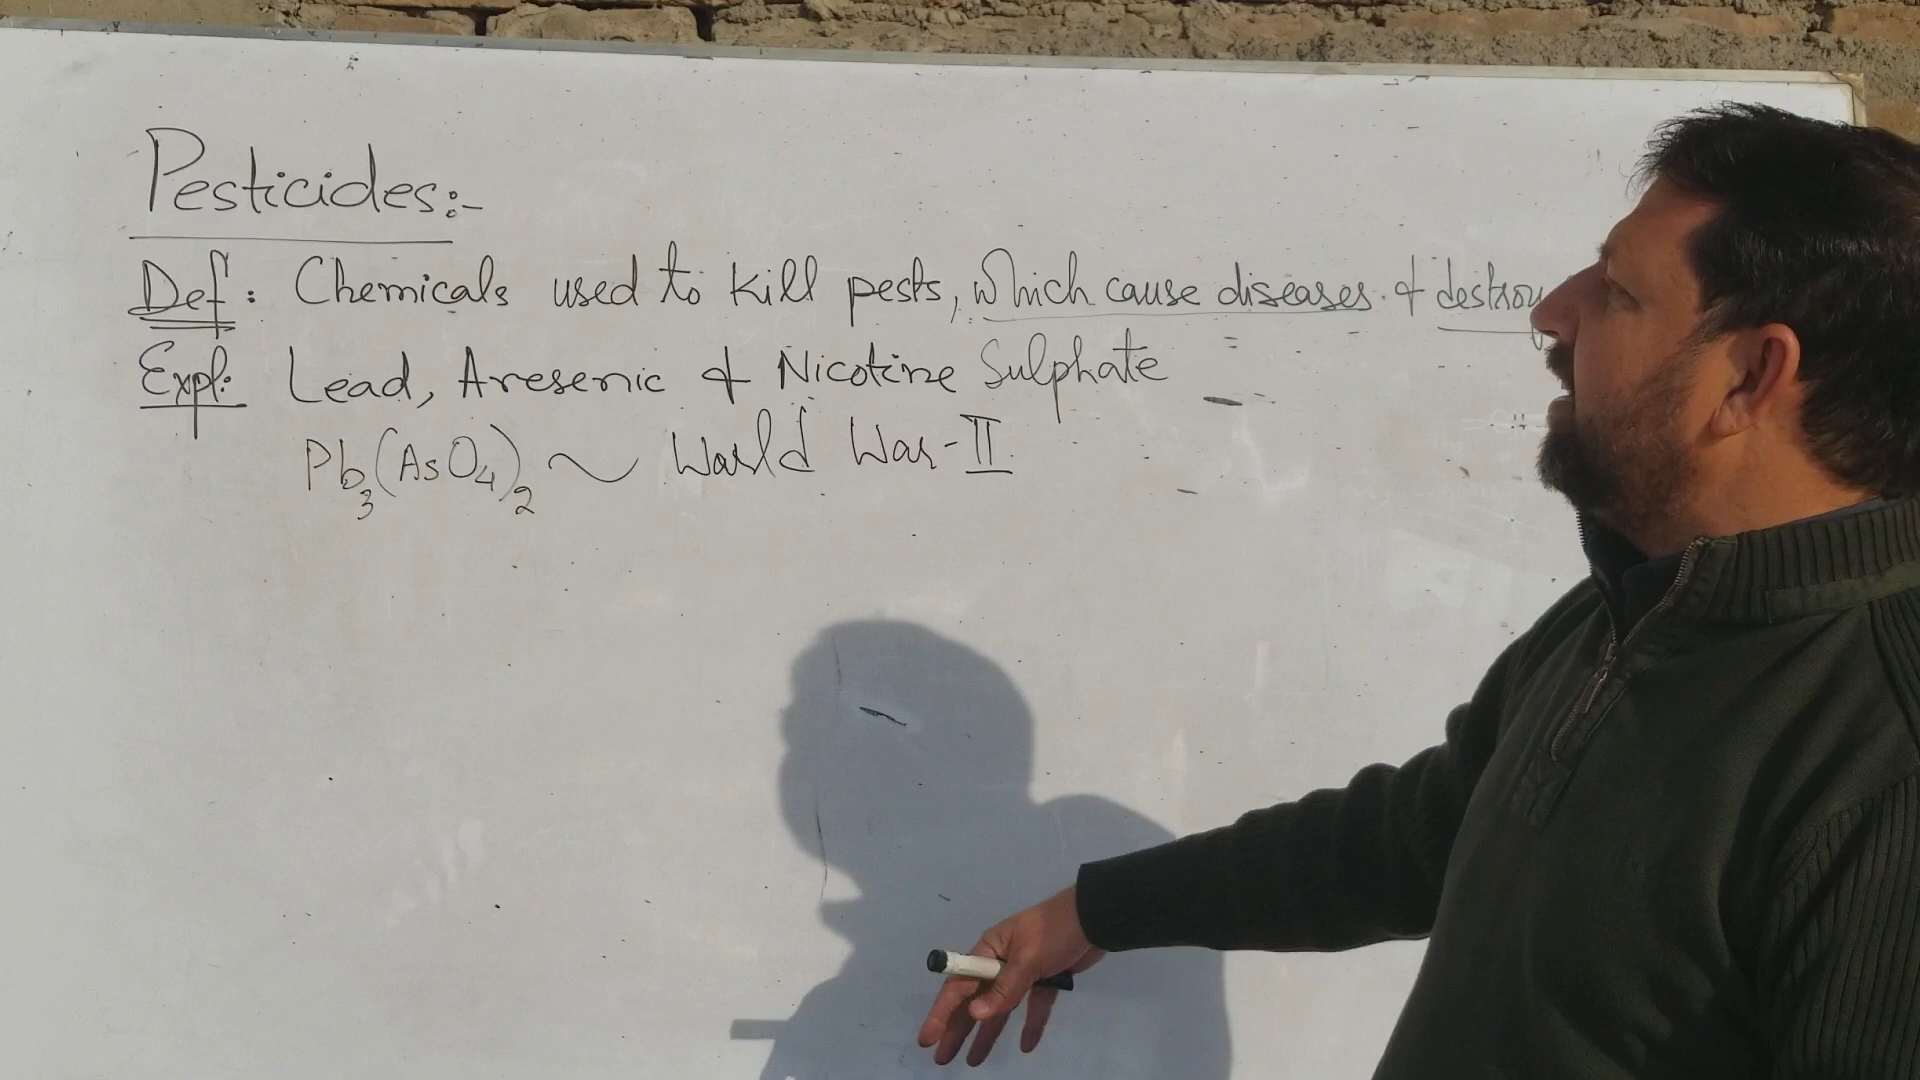 Pesticides:-
Def: Chemicals used to kill pests, which cause diseases & destroy
Expl: Lead, Aresenic & Nicotine Sulphate
Pb3(AsO4)2 ~ World War-II